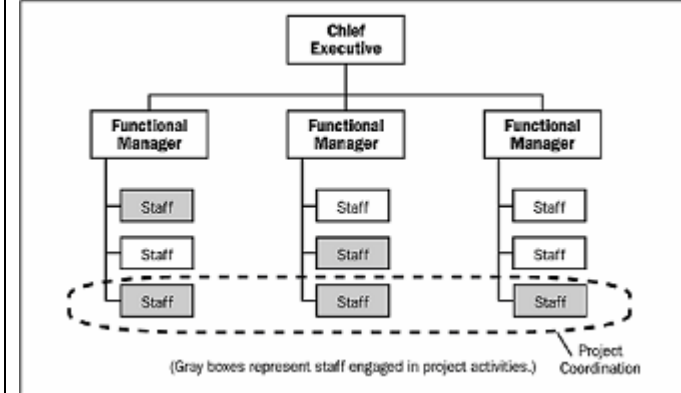 Chief
Executive
Functional
Manager
Functional
Manager
Functional
Manager
Staff
Staff
Staff
Staff
Staff
Staff
Staff
Staff
Staff
(Gray boxes represent staff engaged in project activities.)
Project
Coordination